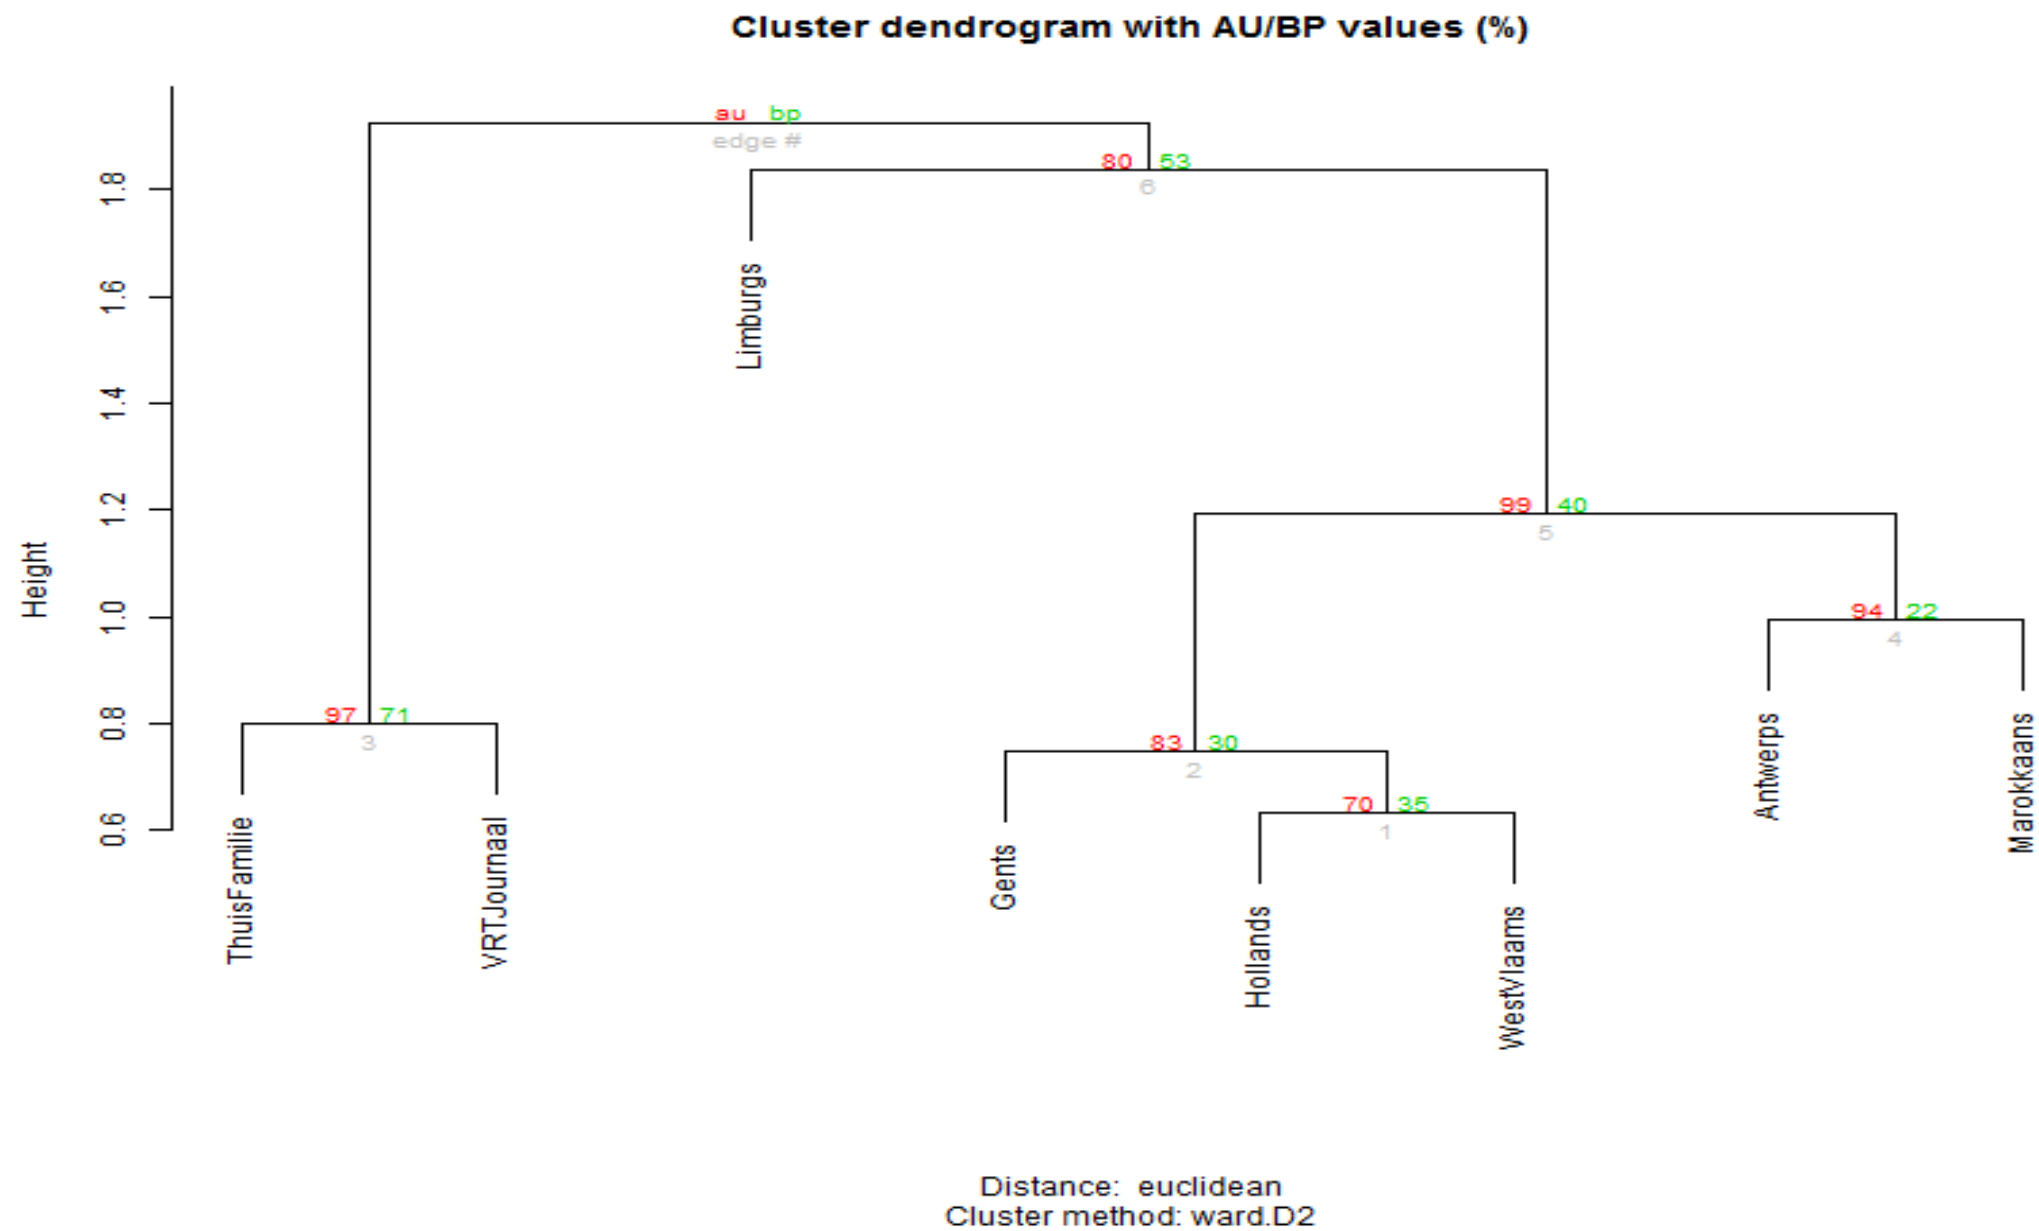 Cluster dendrogram with AU/BP values (%)
au bp
edge #
80 53
6
1.8
Limburgs
1.6
1.4
1.2
99 40
5
Height
1.0
94 22
4
0.8
97 71
3
83 30
2
70 35
1
0.6
ThuisFamilie
VRTJournaal
Gents
Hollands
WestVlaams
Antwerps
Marokkaans
Distance: euclidean
Cluster method: ward.D2